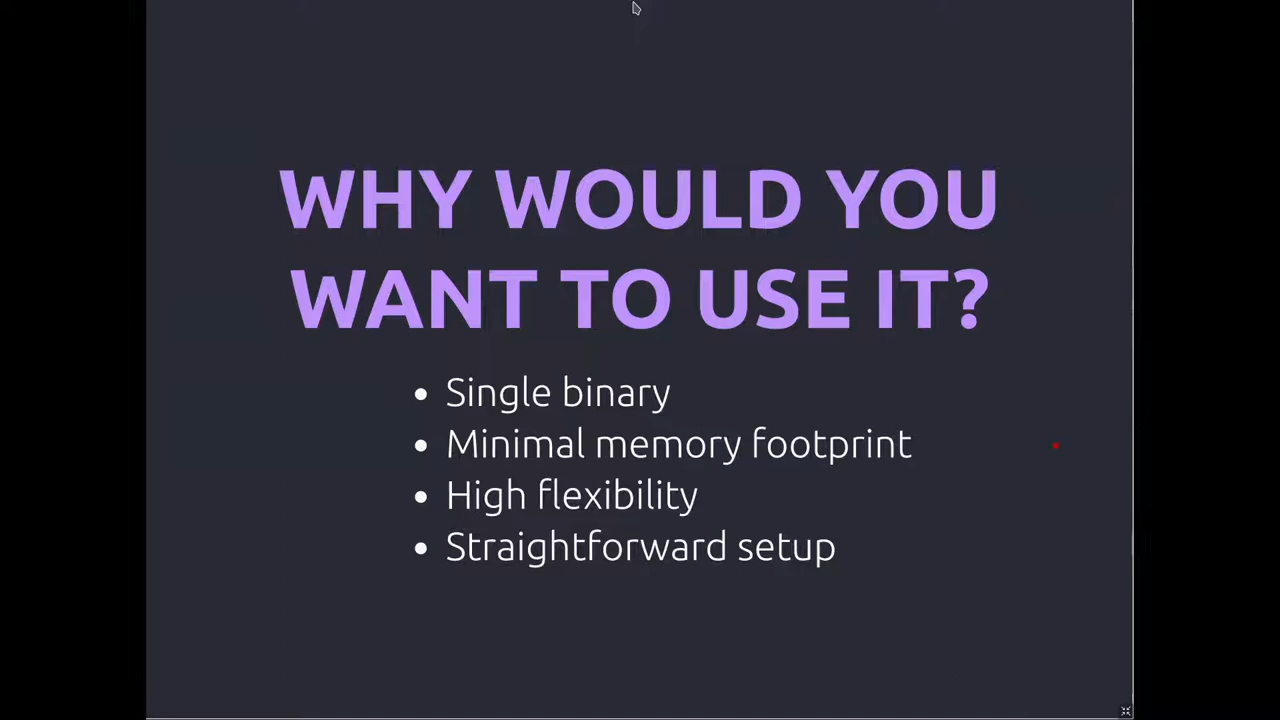 WHY WOULD YOU
WANT TO USE IT?
• Single binary
• Minimal memory footprint
• High flexibility
• Straightforward setup